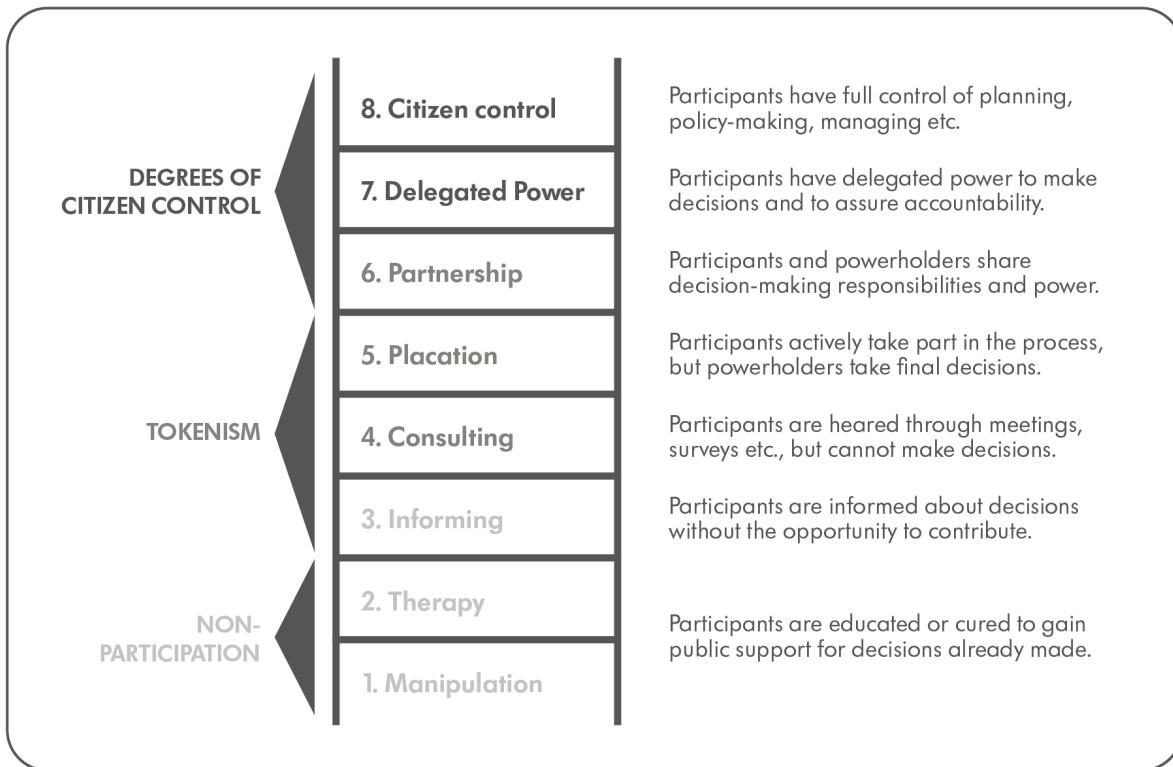 8. Citizen control
Participants have full control of planning,
policy-making, managing etc.
DEGREES OF
CITIZEN CONTROL
7. Delegated Power
Participants have delegated power to make
decisions and to assure accountability.
6. Partnership
Participants and powerholders share
decision-making responsibilities and power.
5. Placation
Participants actively take part in the process,
but powerholders take final decisions.
TOKENISM
4. Consulting
Participants are heared through meetings,
surveys etc., but cannot make decisions.
3. Informing
Participants are informed about decisions
without the opportunity to contribute.
NON-
PARTICIPATION
2. Therapy
1. Manipulation
Participants are educated or cured to gain
public support for decisions already made.